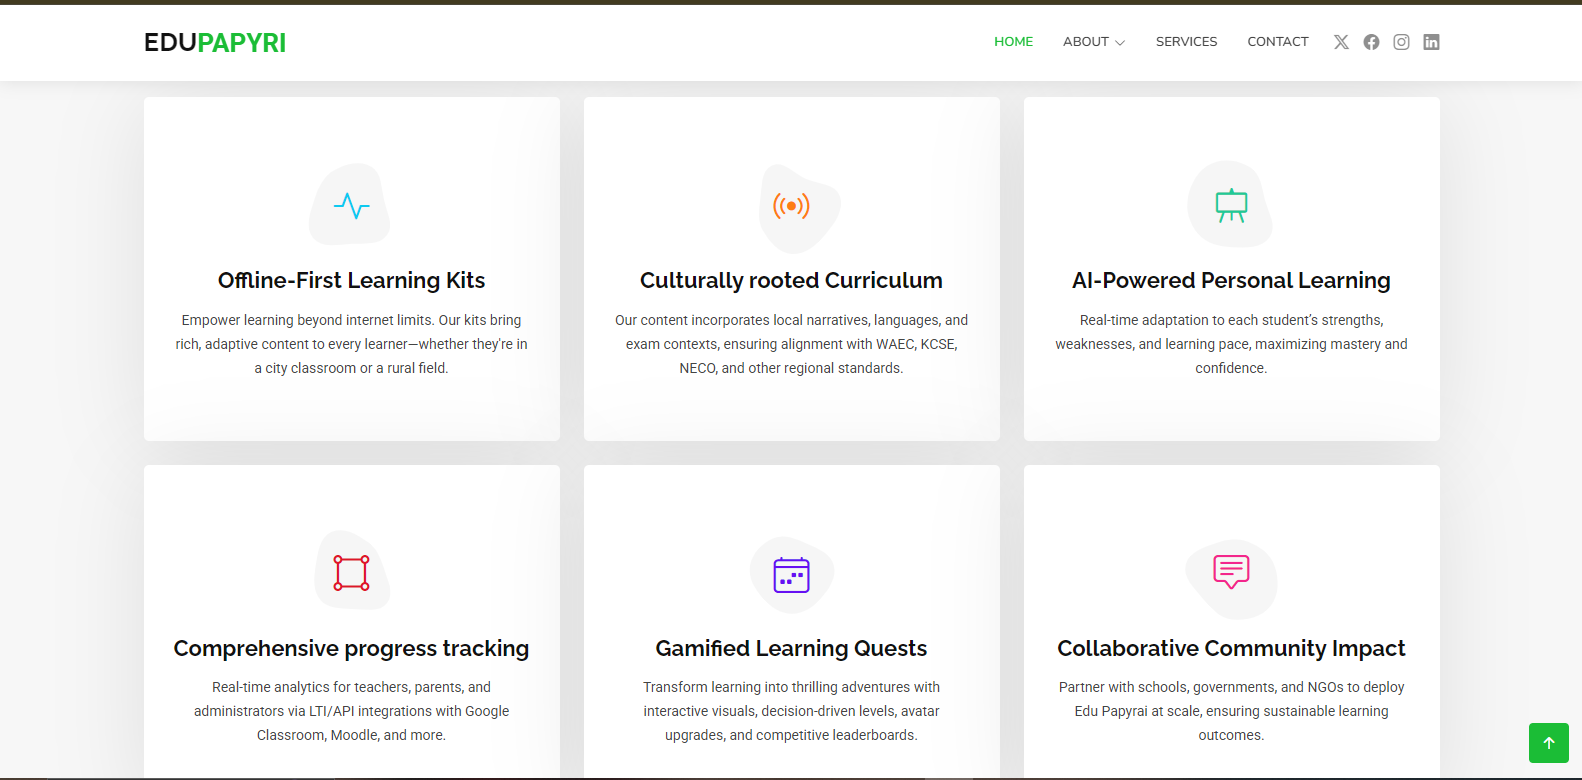 EDUPAPYRI
HOME ABOUT SERVICES CONTACT
Offline-First Learning Kits
Empower learning beyond internet limits. Our kits bring
rich, adaptive content to every learner—whether they're in
a city classroom or a rural field.
Culturally rooted Curriculum
Our content incorporates local narratives, languages, and
exam contexts, ensuring alignment with WAEC, KCSE,
NECO, and other regional standards.
AI-Powered Personal Learning
Real-time adaptation to each student’s strengths,
weaknesses, and learning pace, maximizing mastery and
confidence.
Comprehensive progress tracking
Real-time analytics for teachers, parents, and
administrators via LTI/API integrations with Google
Classroom, Moodle, and more.
Gamified Learning Quests
Transform learning into thrilling adventures with
interactive visuals, decision-driven levels, avatar
upgrades, and competitive leaderboards.
Collaborative Community Impact
Partner with schools, governments, and NGOs to deploy
Edu Papyrai at scale, ensuring sustainable learning
outcomes.